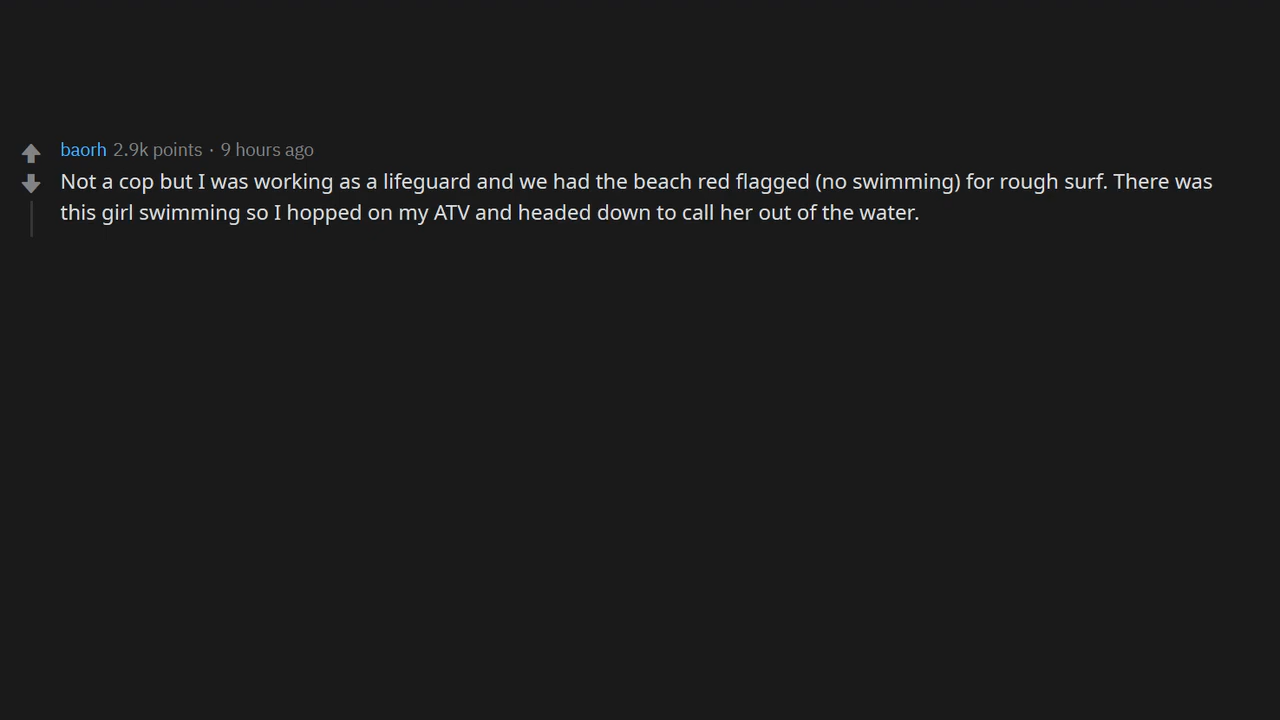 baorh 2.9k points · 9 hours ago
Not a cop but I was working as a lifeguard and we had the beach red flagged (no swimming) for rough surf. There was
this girl swimming so I hopped on my ATV and headed down to call her out of the water.